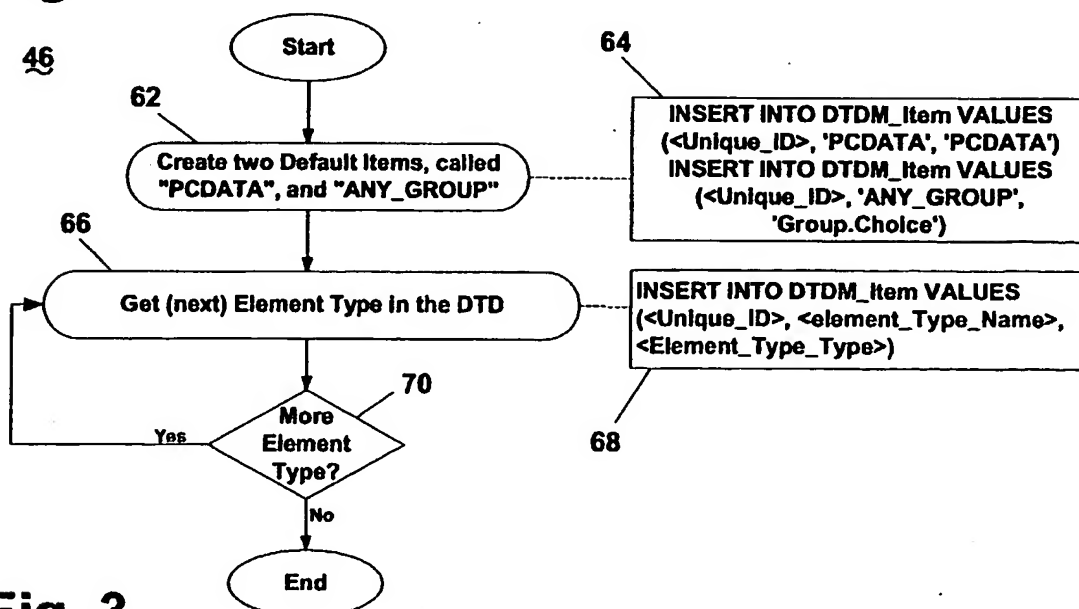 46
Start
62
Create two Default Items, called
"PCDATA", and "ANY_GROUP"
64
INSERT INTO DTDM_Item VALUES
(<Unique_ID>, 'PCDATA', 'PCDATA')
INSERT INTO DTDM_Item VALUES
(<Unique_ID>, 'ANY_GROUP',
'Group.Choice')
66
Get (next) Element Type in the DTD
INSERT INTO DTDM_Item VALUES
(<Unique_ID>, <element_Type_Name>,
<Element_Type_Type>)
68
70
More
Element
Type?
Yes
No
End